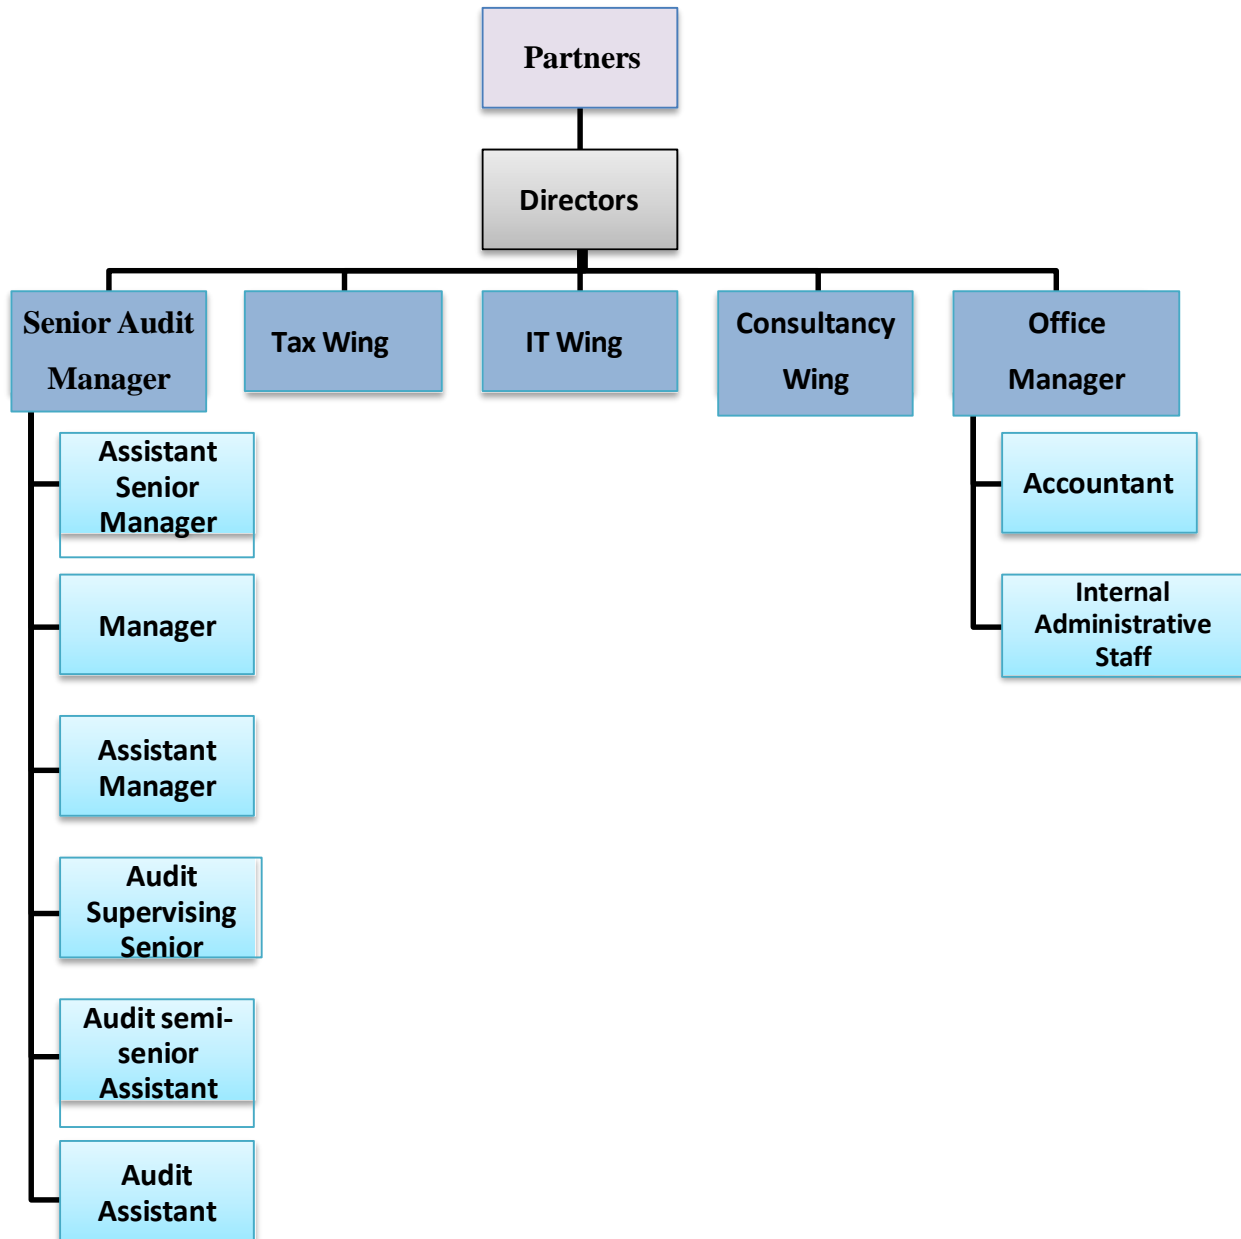 Partners
Directors
Senior Audit
Manager
Tax Wing
IT Wing
Consultancy
Wing
Office
Manager
Assistant
Senior
Manager
Manager
Assistant
Manager
Audit
Supervising
Senior
Audit semi-
senior
Assistant
Audit
Assistant
Accountant
Internal
Administrative
Staff